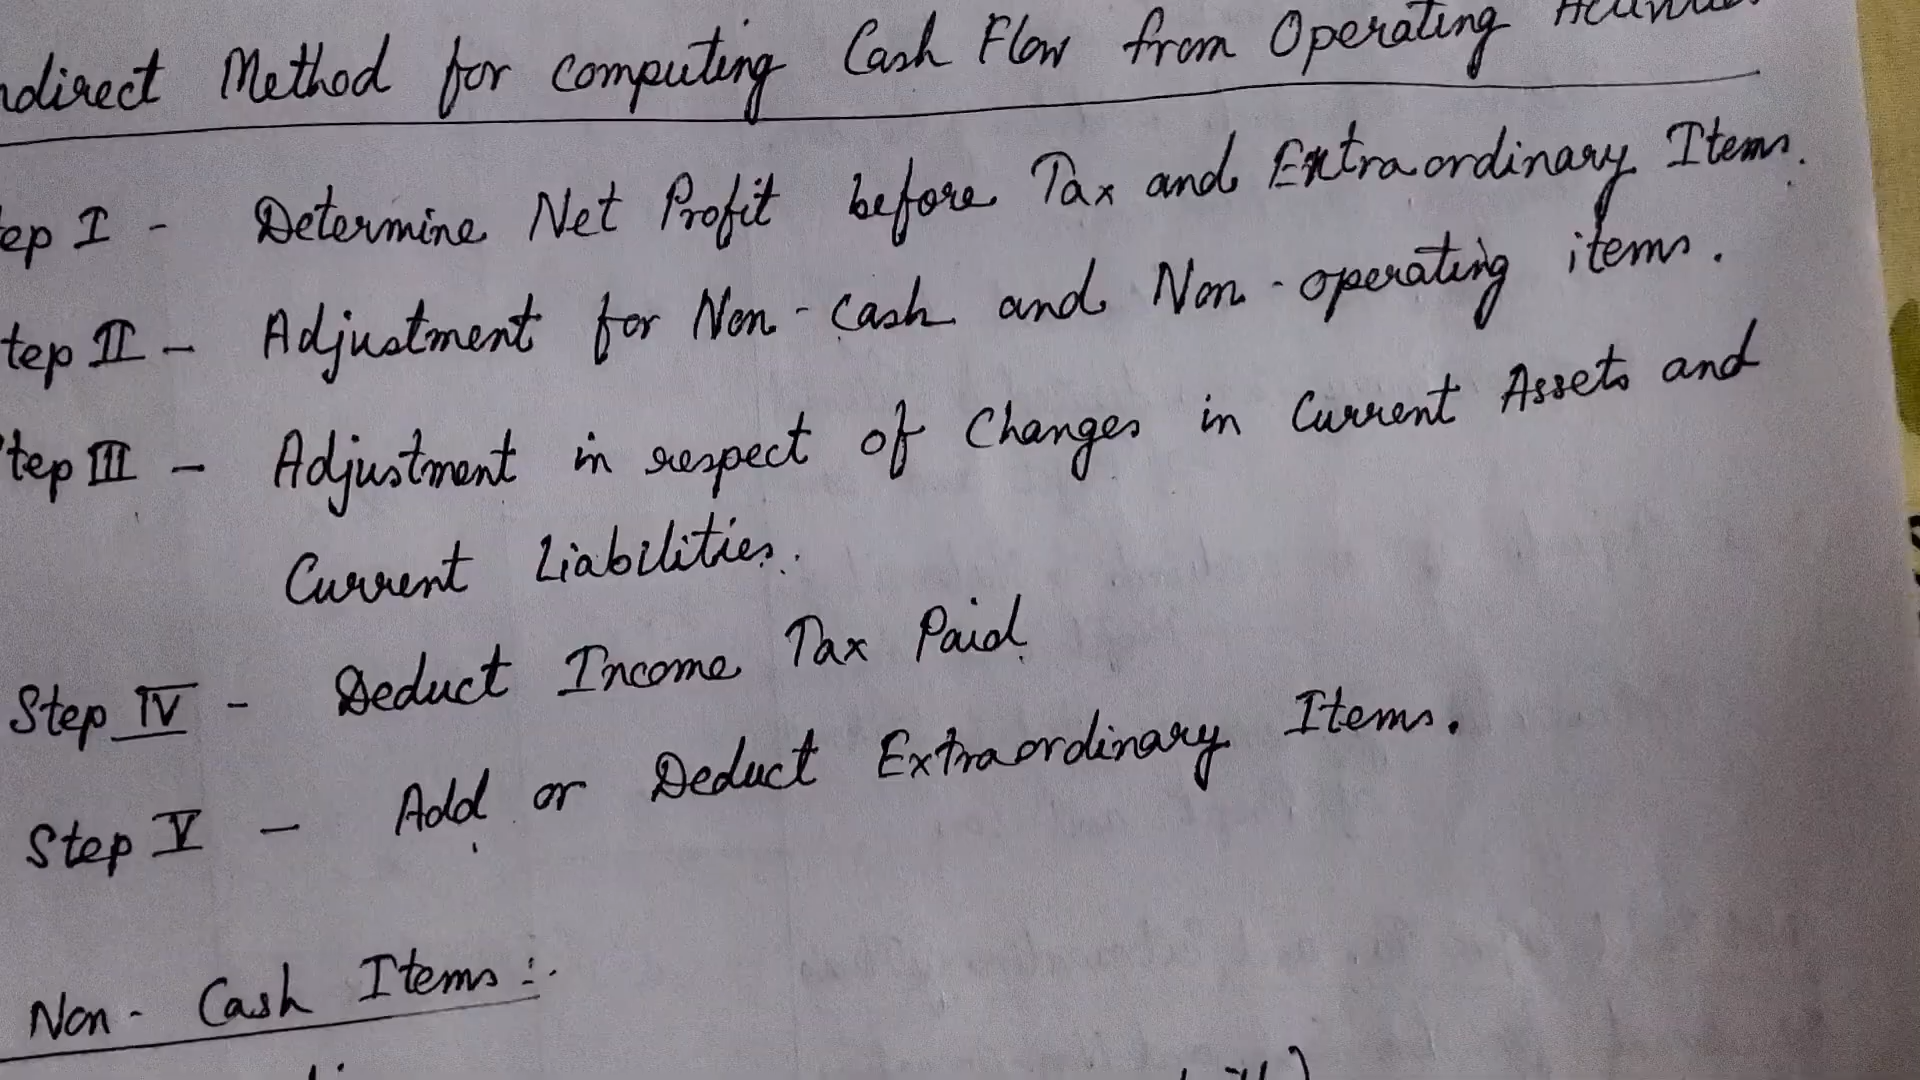 ndirect Method for computing Cash Flow from Operating
ep I - Determine Net Profit before Tax and Extraordinary Items.
tep II - Adjustment for Non-Cash and Non-operating items.
tep III - Adjustment in respect of Changes in Current Assets and
Current Liabilities.
Step IV - Deduct Income Tax Paid
Step V - Add or Deduct Extraordinary Items.
Non-Cash Items :-